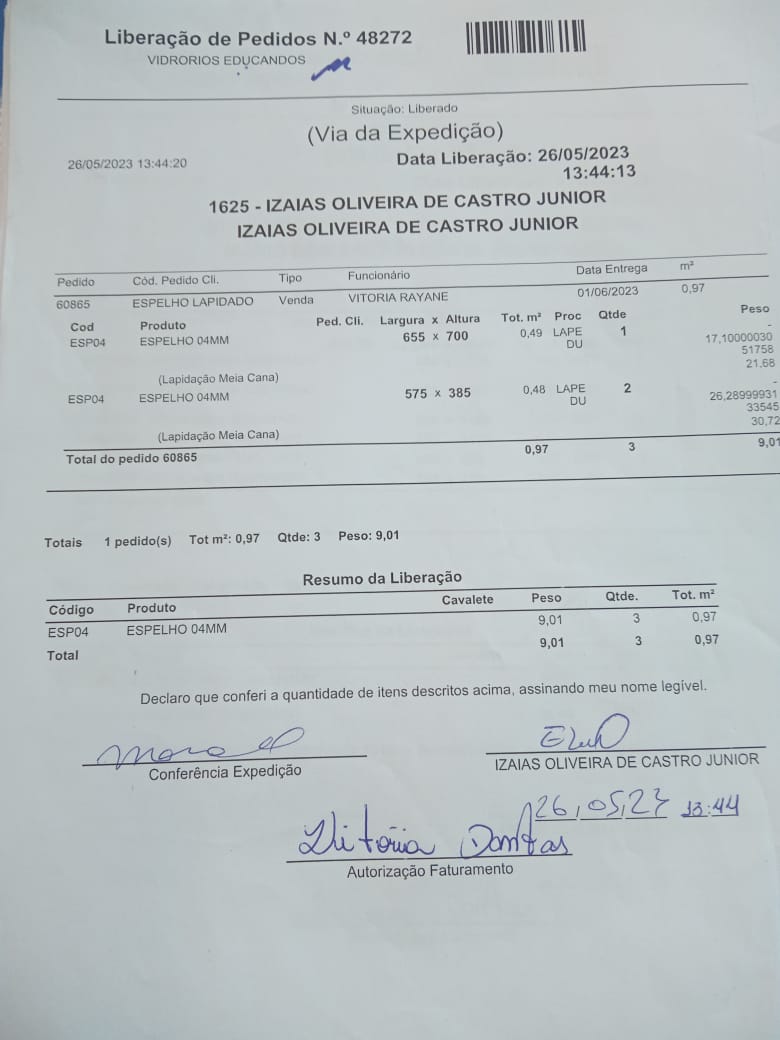 Liberação de Pedidos N.º 48272
VIDRORIOS EDUCANDOS
Situação: Liberado
(Via da Expedição)
26/05/2023 13:44:20
Data Liberação: 26/05/2023
13:44:13
1625 - IZAIAS OLIVEIRA DE CASTRO JUNIOR
IZAIAS OLIVEIRA DE CASTRO JUNIOR
Pedido Cód. Pedido Cli. Tipo Funcionário Data Entrega m²
60865 ESPELHO LAPIDADO Venda VITORIA RAYANE 01/06/2023 0,97
Cod Produto Ped. Cli. Largura x Altura Tot. m² Proc Qtde Peso
ESP04 ESPELHO 04MM 655 x 700 0,49 LAPE 1 -
DU 17,10000030
51758
21,68
(Lapidação Meia Cana)
ESP04 ESPELHO 04MM 575 x 385 0,48 LAPE 2 -
DU 26,28999931
33545
30,72
(Lapidação Meia Cana)
Total do pedido 60865 0,97 3 9,01
Totais 1 pedido(s) Tot m²: 0,97 Qtde: 3 Peso: 9,01
Resumo da Liberação
Código Produto Cavalete Peso Qtde. Tot. m²
ESP04 ESPELHO 04MM 9,01 3 0,97
Total 9,01 3 0,97
Declaro que conferi a quantidade de itens descritos acima, assinando meu nome legível.
Conferência Expedição
IZAIAS OLIVEIRA DE CASTRO JUNIOR
26,05,23 13:44
Vitória Dantas
Autorização Faturamento